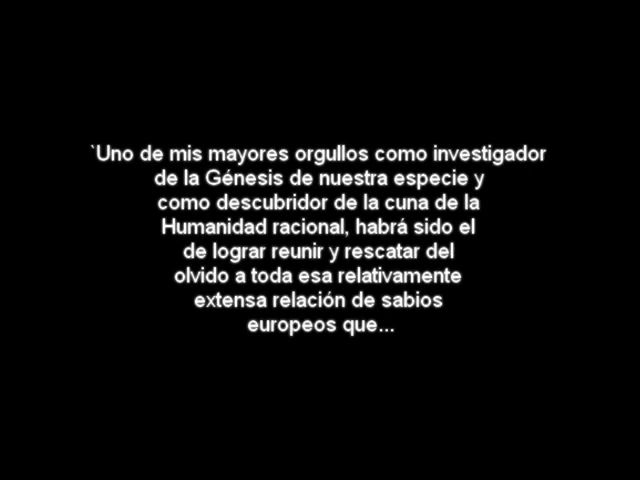 `Uno de mis mayores orgullos como investigador
de la Génesis de nuestra especie y
como descubridor de la cuna de la
Humanidad racional, habrá sido el
de lograr reunir y rescatar del
olvido a toda esa relativamente
extensa relación de sabios
europeos que...